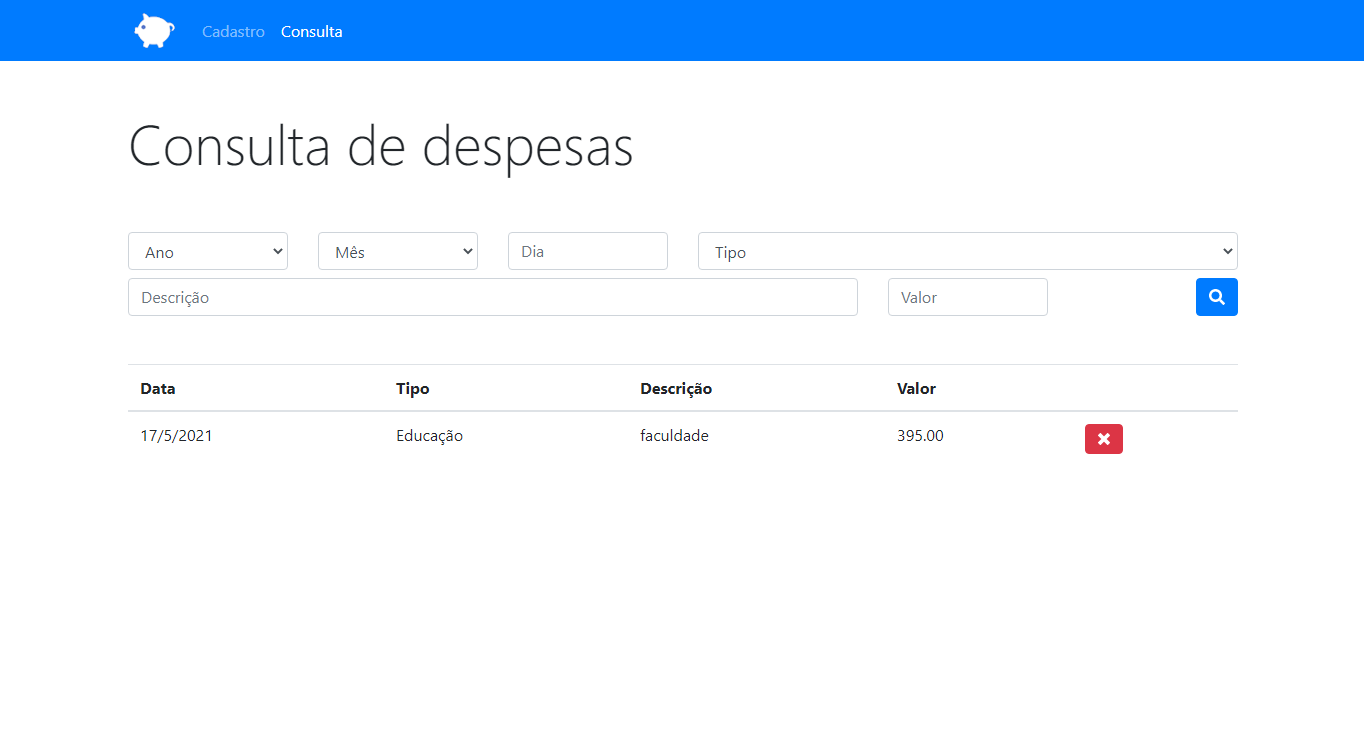 Cadastro Consulta
Consulta de despesas
Ano Mês Dia Tipo
Descrição Valor
Data Tipo Descrição Valor
17/5/2021 Educação faculdade 395.00